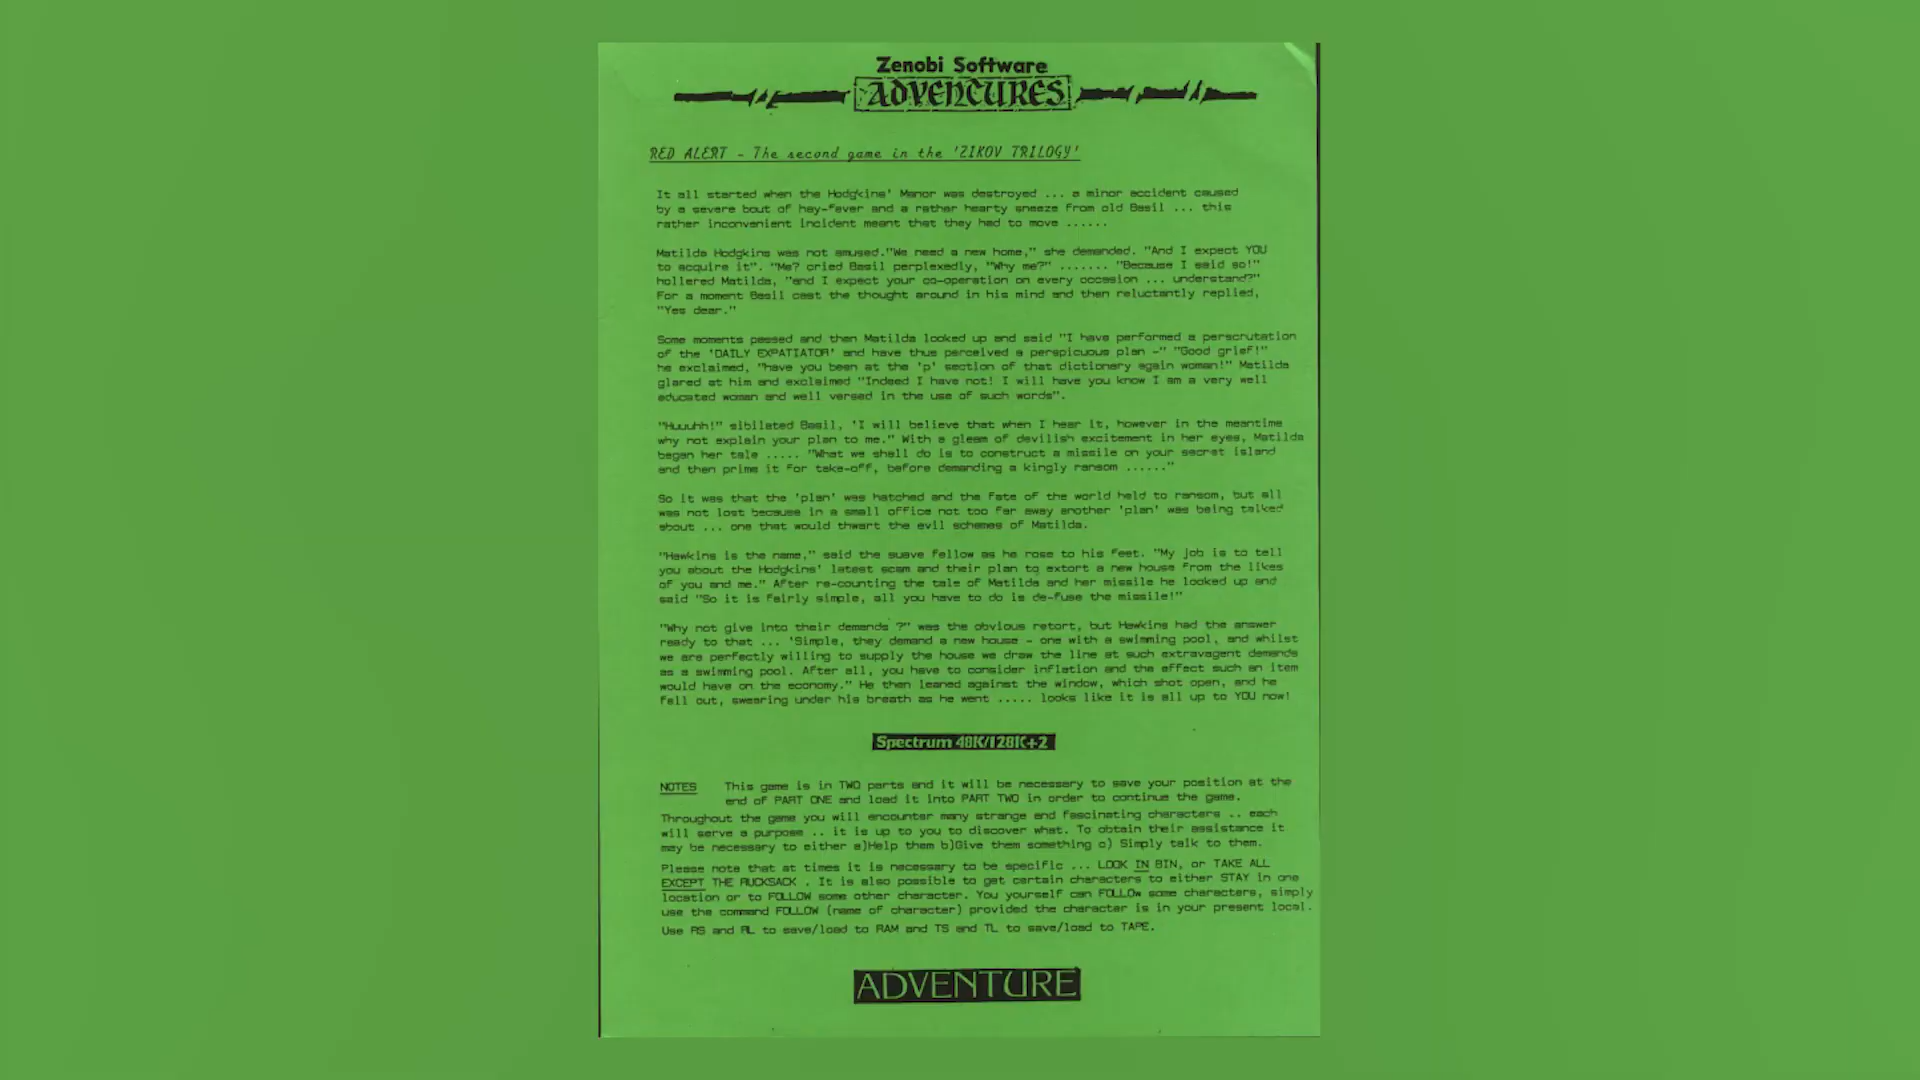 Zenobi Software
ADVENTURES
RED ALERT - The second game in the 'ZIKOV TRILOGY'
It all started when the Hodgkins' Manor was destroyed ... a minor accident caused
by a severe bout of hay-fever and a rather hearty sneeze from old Basil ... this
rather inconvenient incident meant that they had to move ......
Matilda Hodgkins was not amused."We need a new home," she demanded. "And I expect YOU
to acquire it". "Me? cried Basil perplexedly, "Why me?" ....... "Because I said so!"
hollered Matilda, "and I expect your co-operation on every occasion ... understand?"
For a moment Basil cast the thought around in his mind and then reluctantly replied,
"Yes dear."
Some moments passed and then Matilda looked up and said "I have performed a perscrutation
of the 'DAILY EXPATIATOR' and have thus perceived a perspicuous plan -" "Good grief!"
he exclaimed, "have you been at the 'p' section of that dictionary again woman!" Matilda
glared at him and exclaimed "Indeed I have not! I will have you know I am a very well
educated woman and well versed in the use of such words".
"Huuuhh!" sibilated Basil, 'I will believe that when I hear it, however in the meantime
why not explain your plan to me." With a gleam of devilish excitement in her eyes, Matilda
began her tale ..... "What we shall do is to construct a missile on your secret island
and then prime it for take-off, before demanding a kingly ransom ......"
So it was that the 'plan' was hatched and the fate of the world held to ransom, but all
was not lost because in a small office not too far away another 'plan' was being talked
about ... one that would thwart the evil schemes of Matilda.
"Hawkins is the name," said the suave fellow as he rose to his feet. "My job is to tell
you about the Hodgkins' latest scam and their plan to extort a new house from the likes
of you and me." After re-counting the tale of Matilda and her missile he looked up and
said "So it is fairly simple, all you have to do is de-fuse the missile!"
"Why not give into their demands ?" was the obvious retort, but Hawkins had the answer
ready to that ... 'Simple, they demand a new house - one with a swimming pool, and whilst
we are perfectly willing to supply the house we draw the line at such extravagent demands
as a swimming pool. After all, you have to consider inflation and the effect such an item
would have on the economy." He then leaned against the window, which shot open, and he
fell out, swearing under his breath as he went ..... looks like it is all up to YOU now!
Spectrum 48K/128K+2
NOTES This game is in TWO parts and it will be necessary to save your position at the
end of PART ONE and load it into PART TWO in order to continue the game.
Throughout the game you will encounter many strange and fascinating characters .. each
will serve a purpose .. it is up to you to discover what. To obtain their assistance it
may be necessary to either a)Help them b)Give them something c) Simply talk to them.
Please note that at times it is necessary to be specific ... LOOK IN BIN, or TAKE ALL
EXCEPT THE RUCKSACK . It is also possible to get certain characters to either STAY in one
location or to FOLLOW some other character. You yourself can FOLLOW some characters, simply
use the command FOLLOW (name of character) provided the character is in your present locat.
Use RS and RL to save/load to RAM and TS and TL to save/load to TAPE.
ADVENTURE